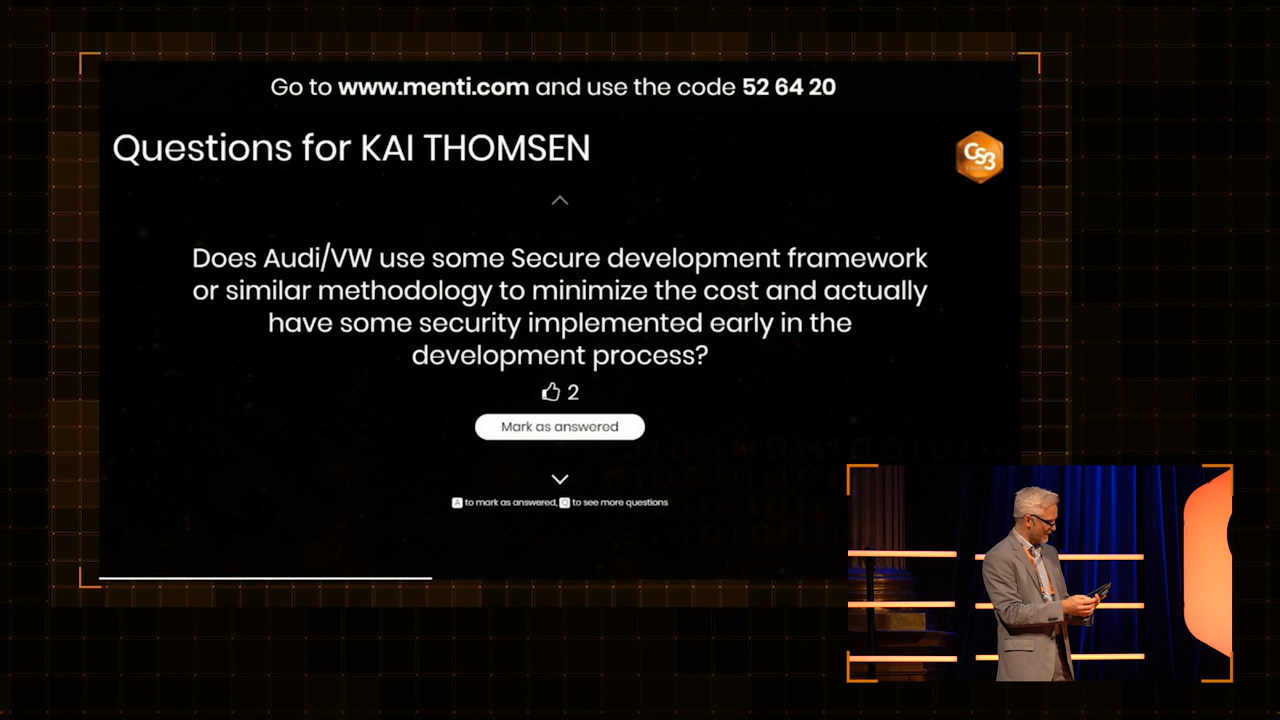 Go to www.menti.com and use the code 52 64 20
Questions for KAI THOMSEN
CS3
Does Audi/VW use some Secure development framework
or similar methodology to minimize the cost and actually
have some security implemented early in the
development process?
2
Mark as answered
A to mark as answered, Q to see more questions